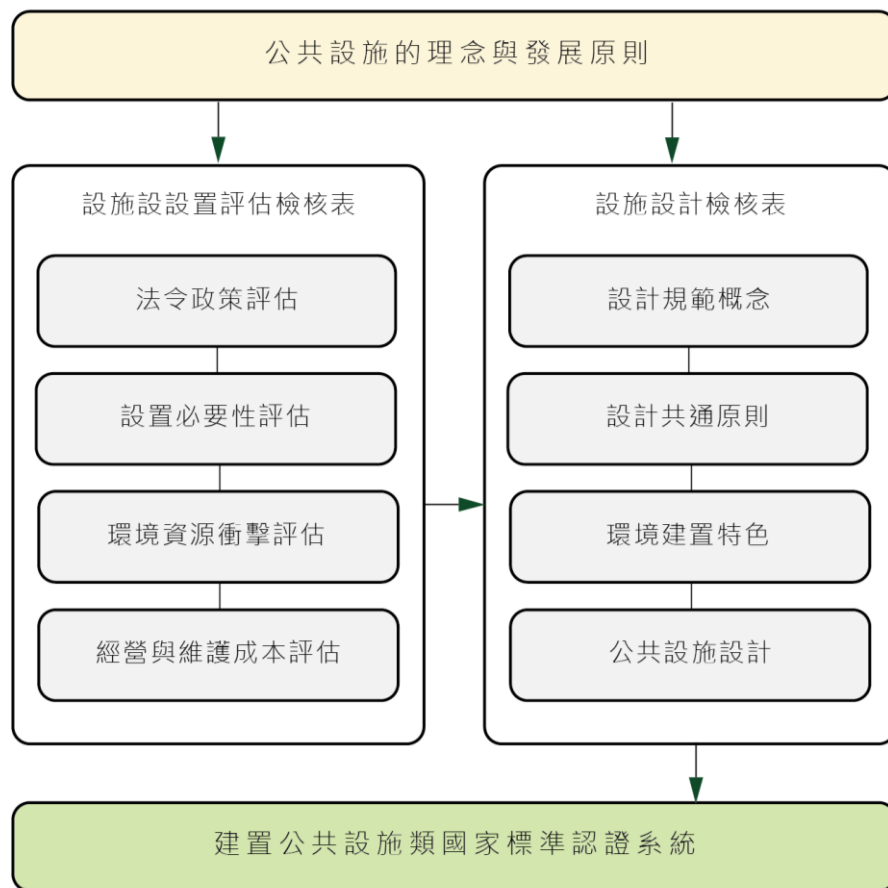 公共設施的理念與發展原則
設施設設置評估檢核表
法令政策評估
設置必要性評估
環境資源衝擊評估
經營與維護成本評估
設施設計檢核表
設計規範概念
設計共通原則
環境建置特色
公共設施設計
建置公共設施類國家標準認證系統